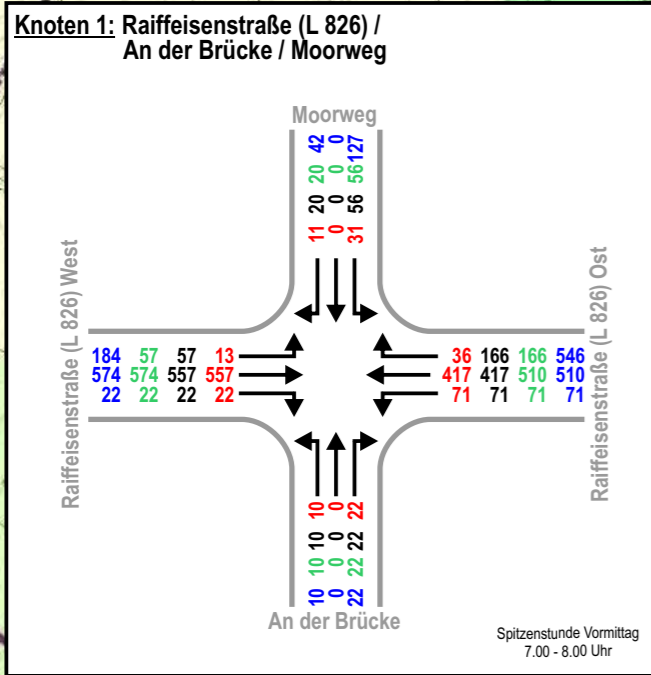 Knoten 1: Raiffeisenstraße (L 826) /
An der Brücke / Moorweg
Moorweg
42 0 127
20 0 56
20 0 56
11 0 31
Raiffeisenstraße (L 826) West
184 57 57 13
574 574 557 557
22 22 22 22
36 166 166 546
417 417 510 510
71 71 71 71
Raiffeisenstraße (L 826) Ost
10 0 22
10 0 22
10 0 22
10 0 22
An der Brücke
Spitzenstunde Vormittag
7.00 - 8.00 Uhr